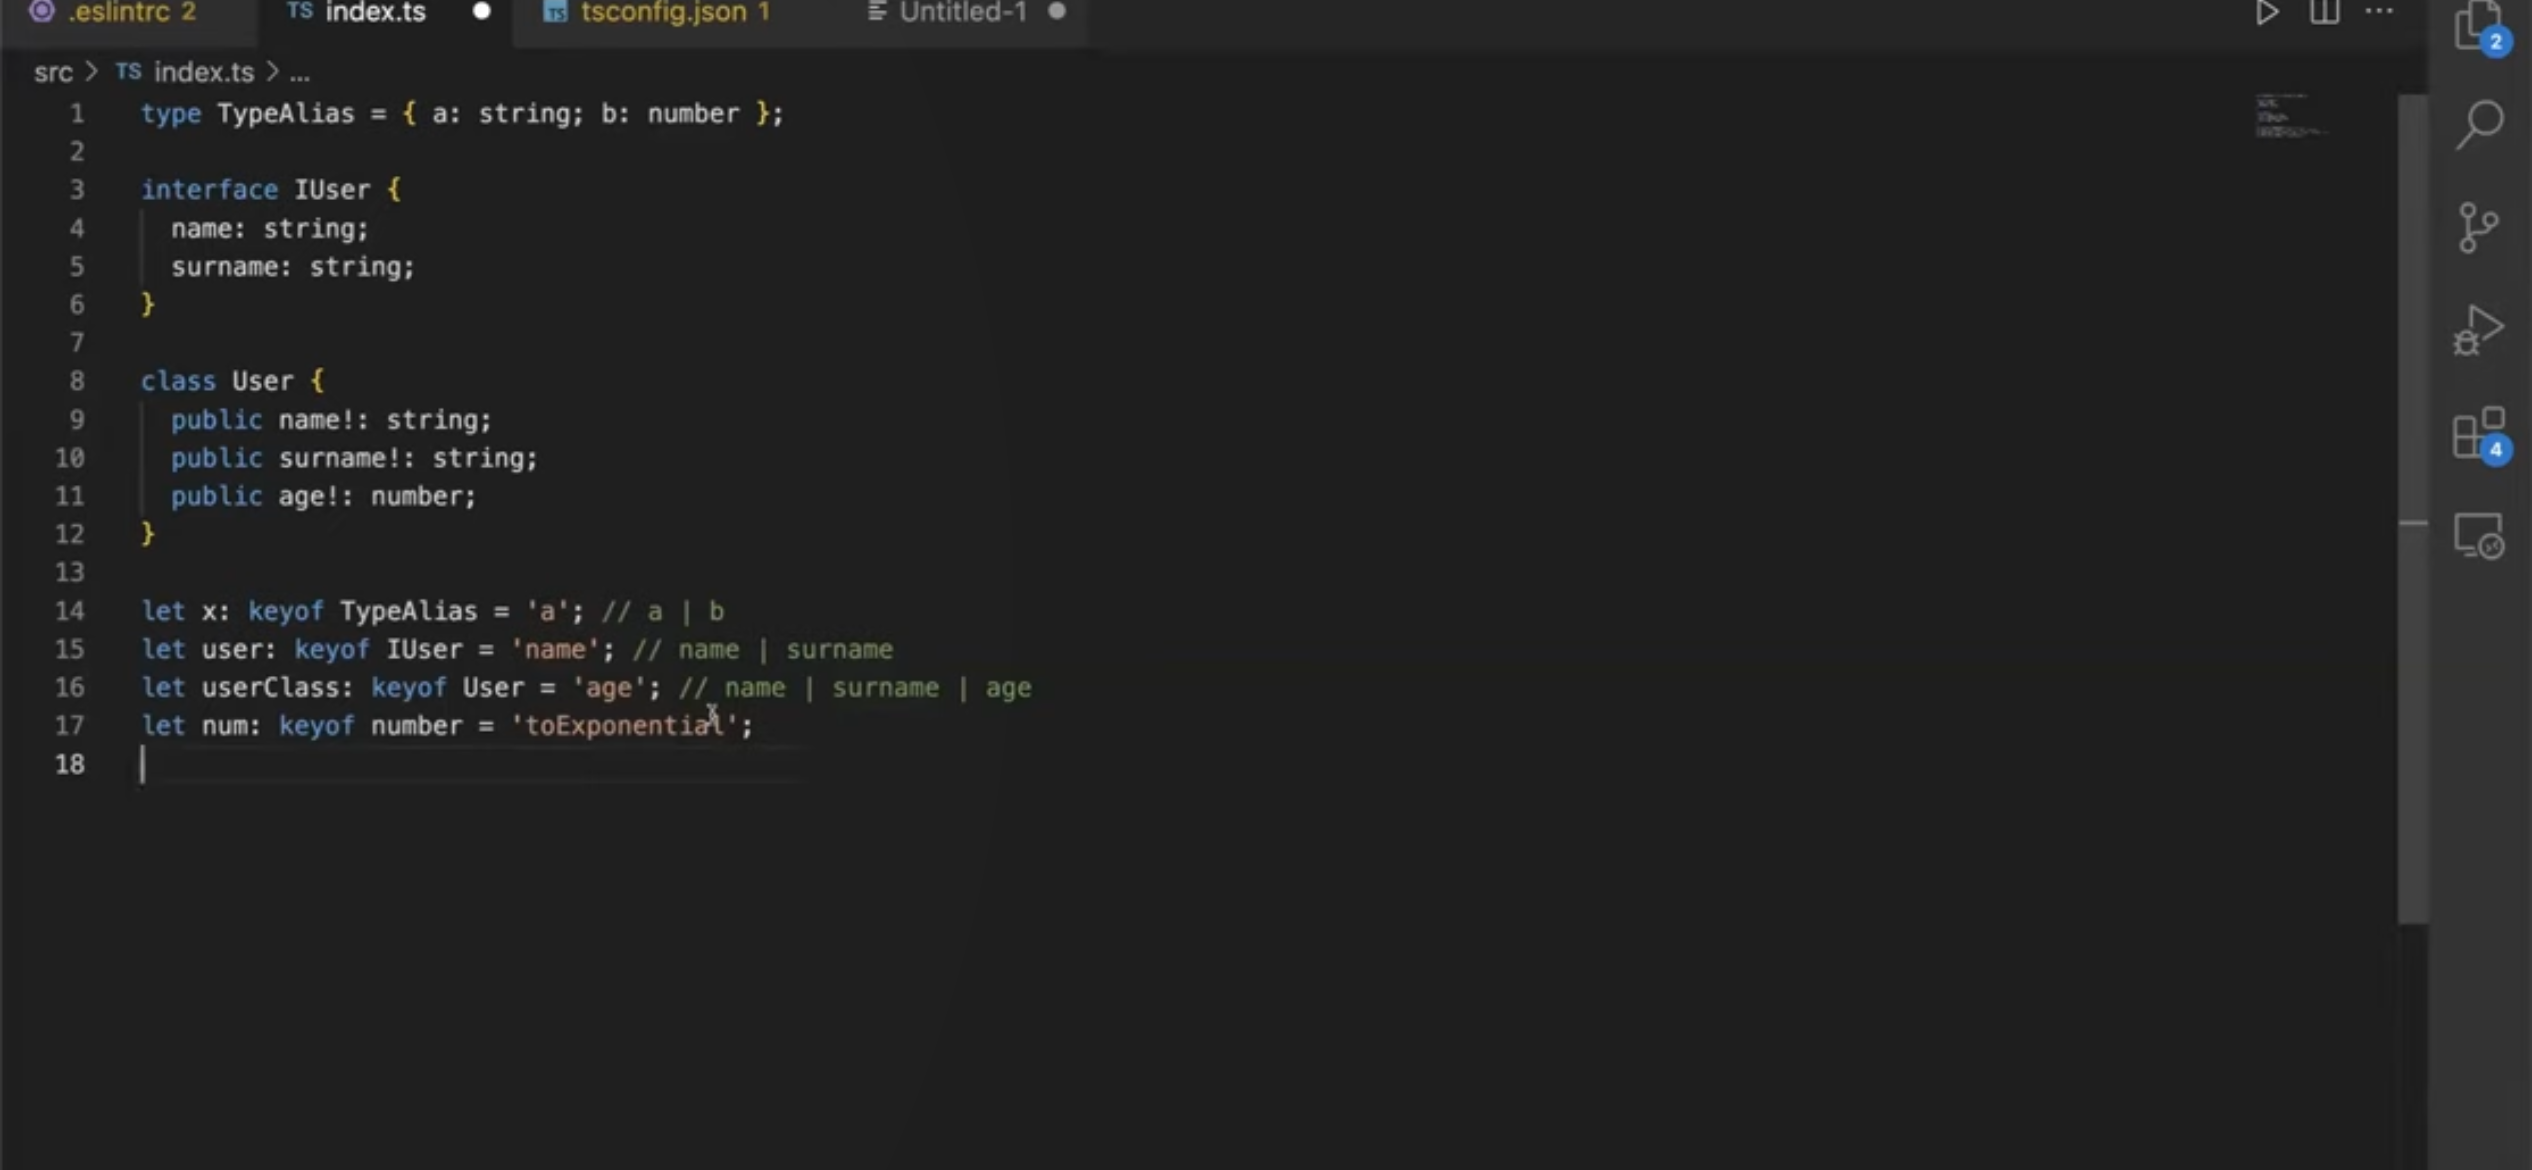 .eslintrc 2
TS index.ts
TS tsconfig.json 1
Untitled-1
2
src > TS index.ts > ...
1 type TypeAlias = { a: string; b: number };
2
3 interface IUser {
4 name: string;
5 surname: string;
6 }
7
8 class User {
9 public name!: string;
10 public surname!: string;
11 public age!: number;
12 }
13
14 let x: keyof TypeAlias = 'a'; // a | b
15 let user: keyof IUser = 'name'; // name | surname
16 let userClass: keyof User = 'age'; // name | surname | age
17 let num: keyof number = 'toExponential';
18
4